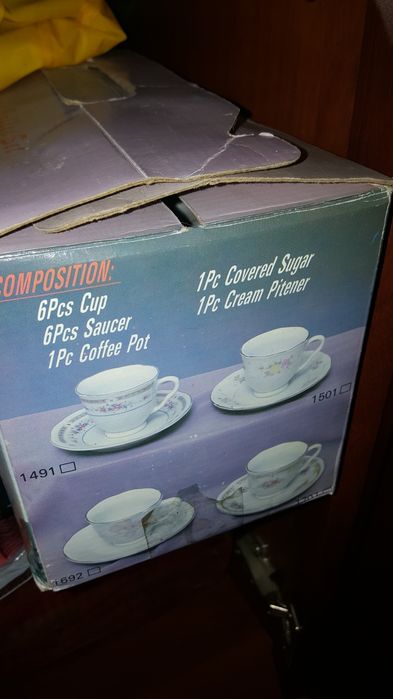 COMPOSITION:
6Pcs Cup
6Pcs Saucer
1Pc Coffee Pot
1Pc Covered Sugar
1Pc Cream Pitener
1491
1501
1692